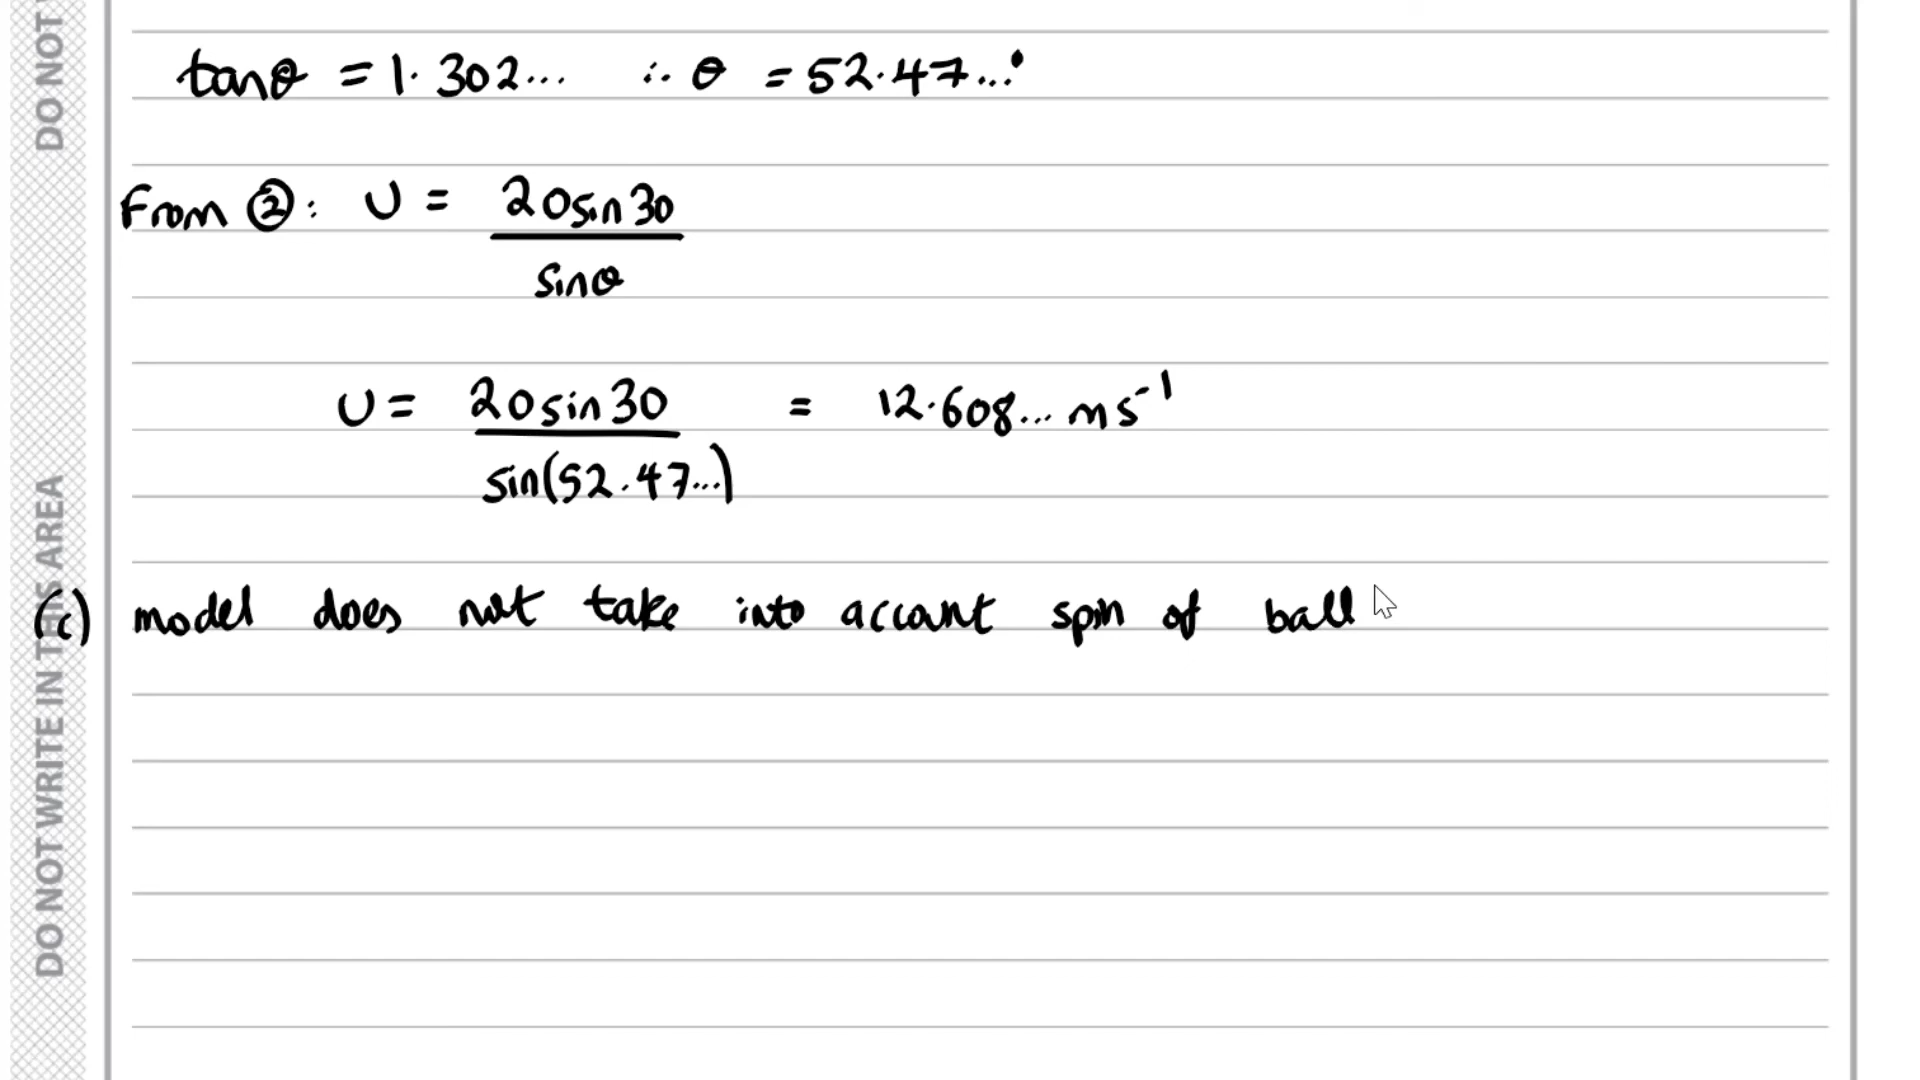 tanθ = 1.302... ∴ θ = 52.47...°
From ②: U = 20sin30
sinθ
U = 20sin30 = 12.608... ms⁻¹
sin(52.47...)
(c) model does not take into account spin of ball
DO NOT
DO NOT WRITE IN THIS AREA